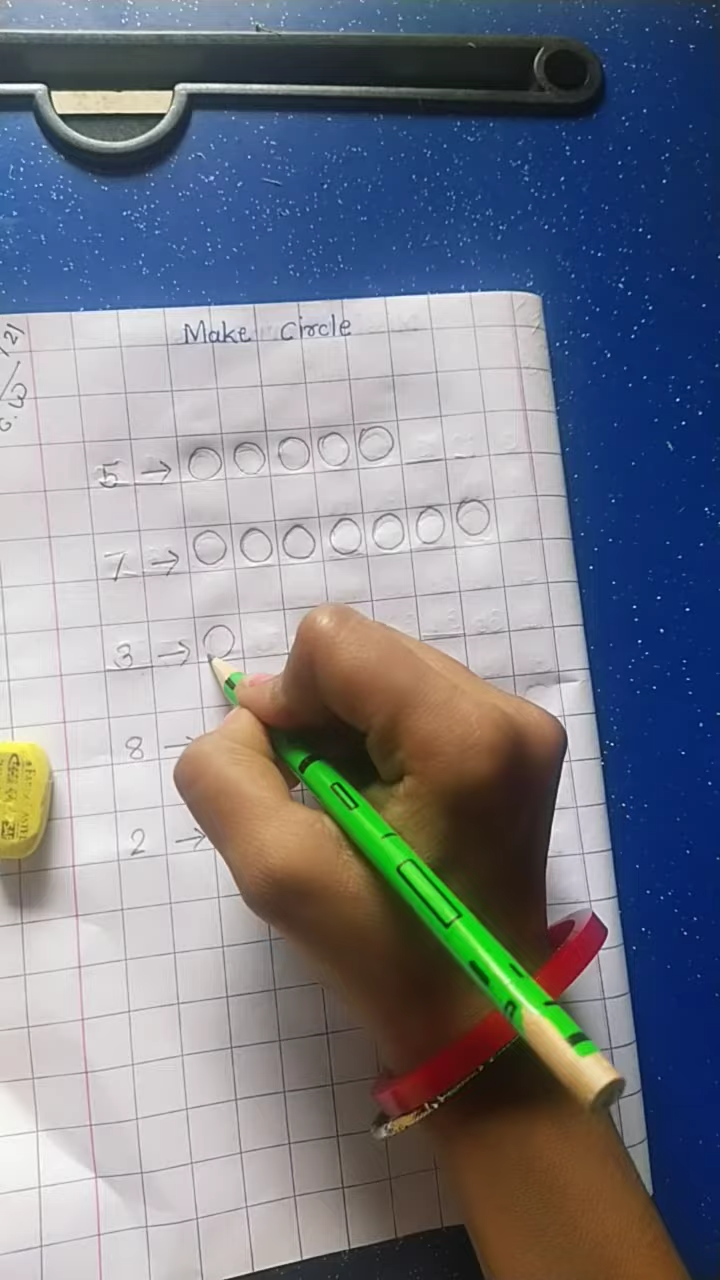 Make Circle
5 → ○ ○ ○ ○ ○
7 → ○ ○ ○ ○ ○ ○ ○
3 → ○
8 →
2 →